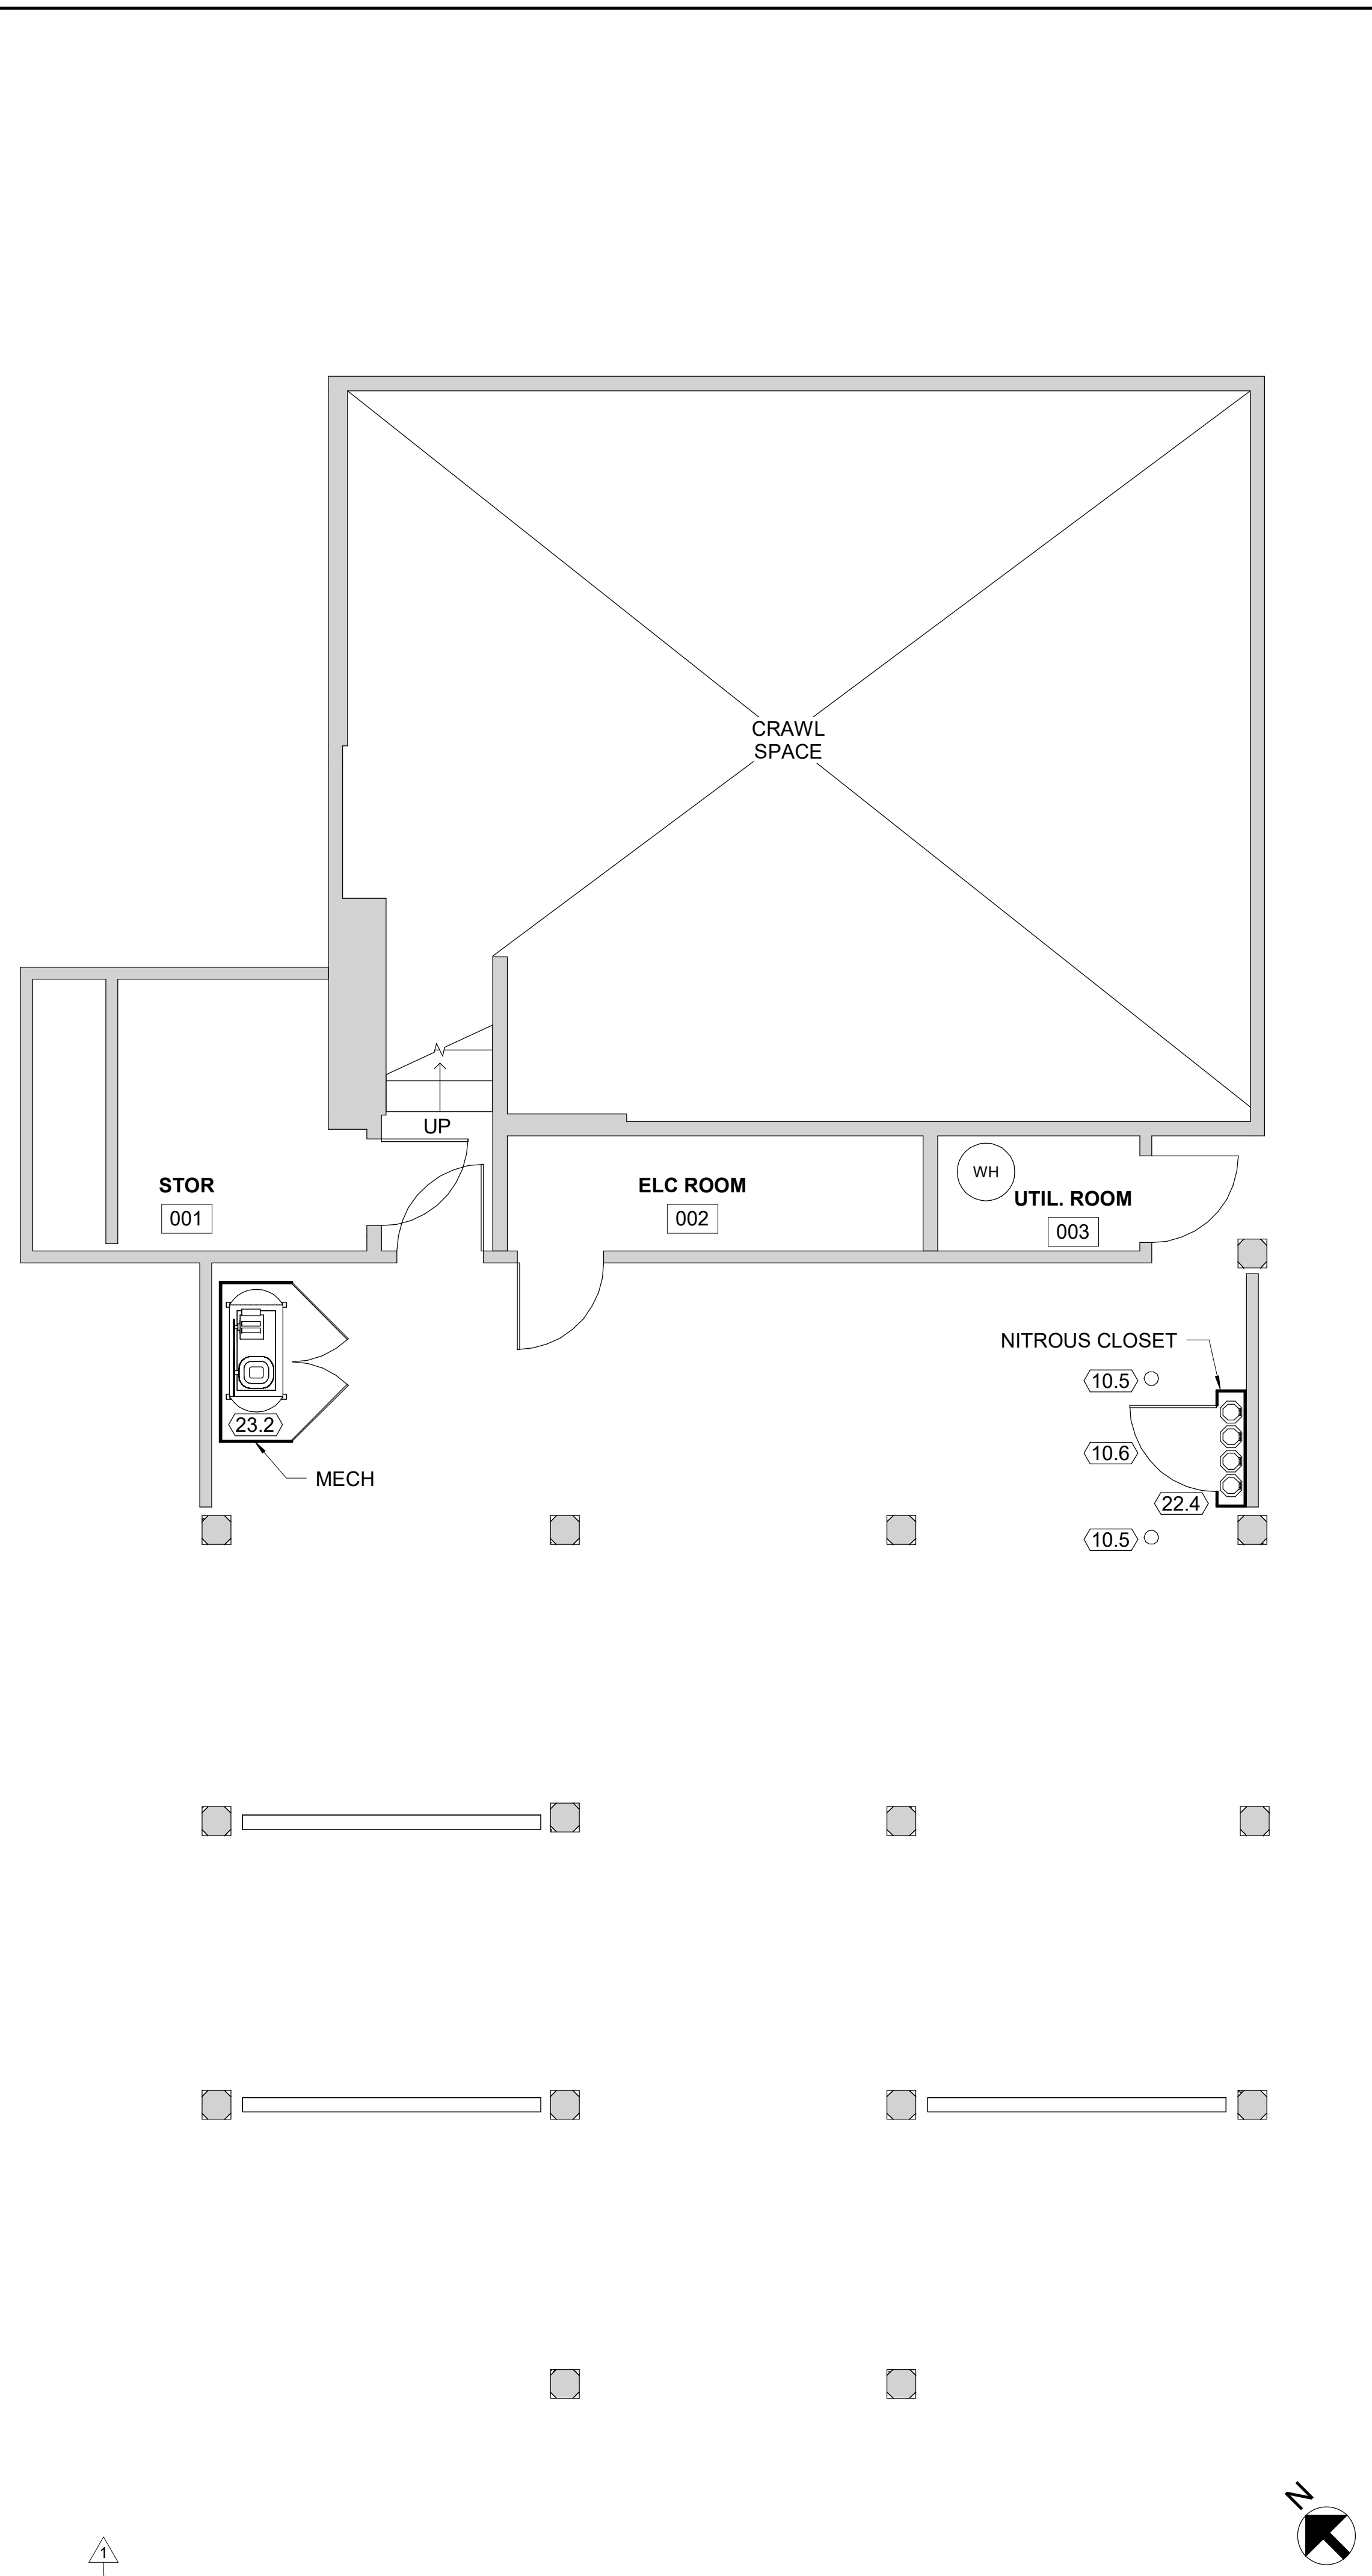 CRAWL
SPACE
UP
WH
STOR
001
ELC ROOM
002
UTIL. ROOM
003
NITROUS CLOSET
10.5
23.2
10.6
MECH
22.4
10.5
N
1